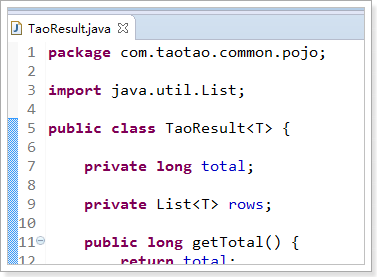 TaoResult.java
1 package com.taotao.common.pojo;
2
3 import java.util.List;
4
5 public class TaoResult<T> {
6
7 private long total;
8
9 private List<T> rows;
10
11 public long getTotal() {
12 return total;